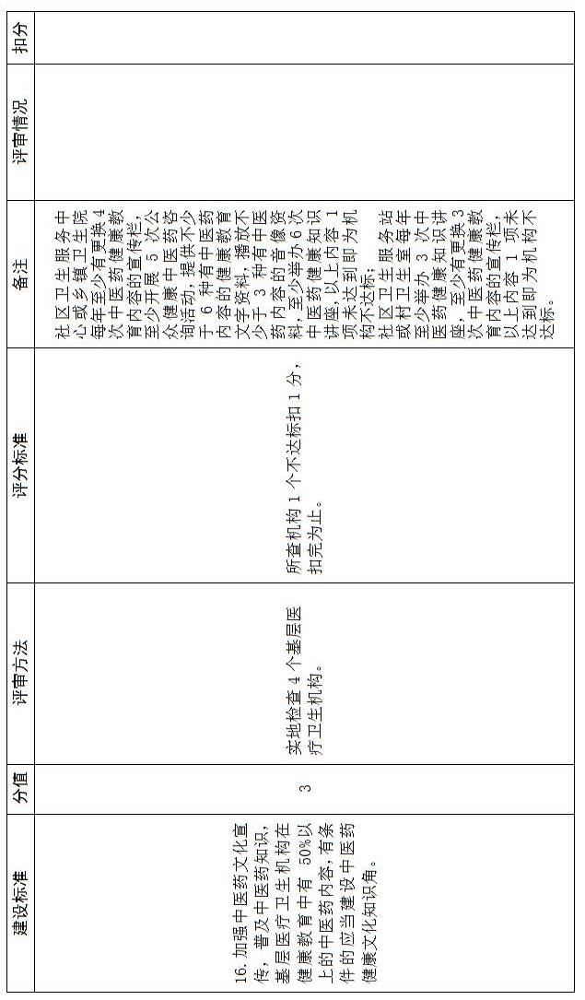 建设标准
分值
评审方法
评分标准
备注
评审情况
扣分
16.加强中医药文化宣
传，普及中医药知识，
基层医疗卫生机构在
健康教育中有 50%以
上的中医药内容，有条
件的应当建设中医药
健康文化知识角。
3
实地检查 4 个基层医
疗卫生机构。
所查机构 1 个不达标扣 1 分，
扣完为止。
社区卫生服务中
心或乡镇卫生院
每年至少有更换 4
次中医药健康教
育内容的宣传栏，
至少开展 5 次公
众健康中医药咨
询活动，提供不少
于 6 种有中医药
内容的健康教育
文字资料，播放不
少于 3 种有中医
药内容的音像资
料，至少举办 6 次
中医药健康知识
讲座，以上内容 1
项未达到即为机
构不达标；
社区卫生服务站
或村卫生室每年
至少举办 3 次中
医药健康知识讲
座，至少有更换 3
次中医药健康教
育内容的宣传栏，
以上内容 1 项未
达到即为机构不
达标。